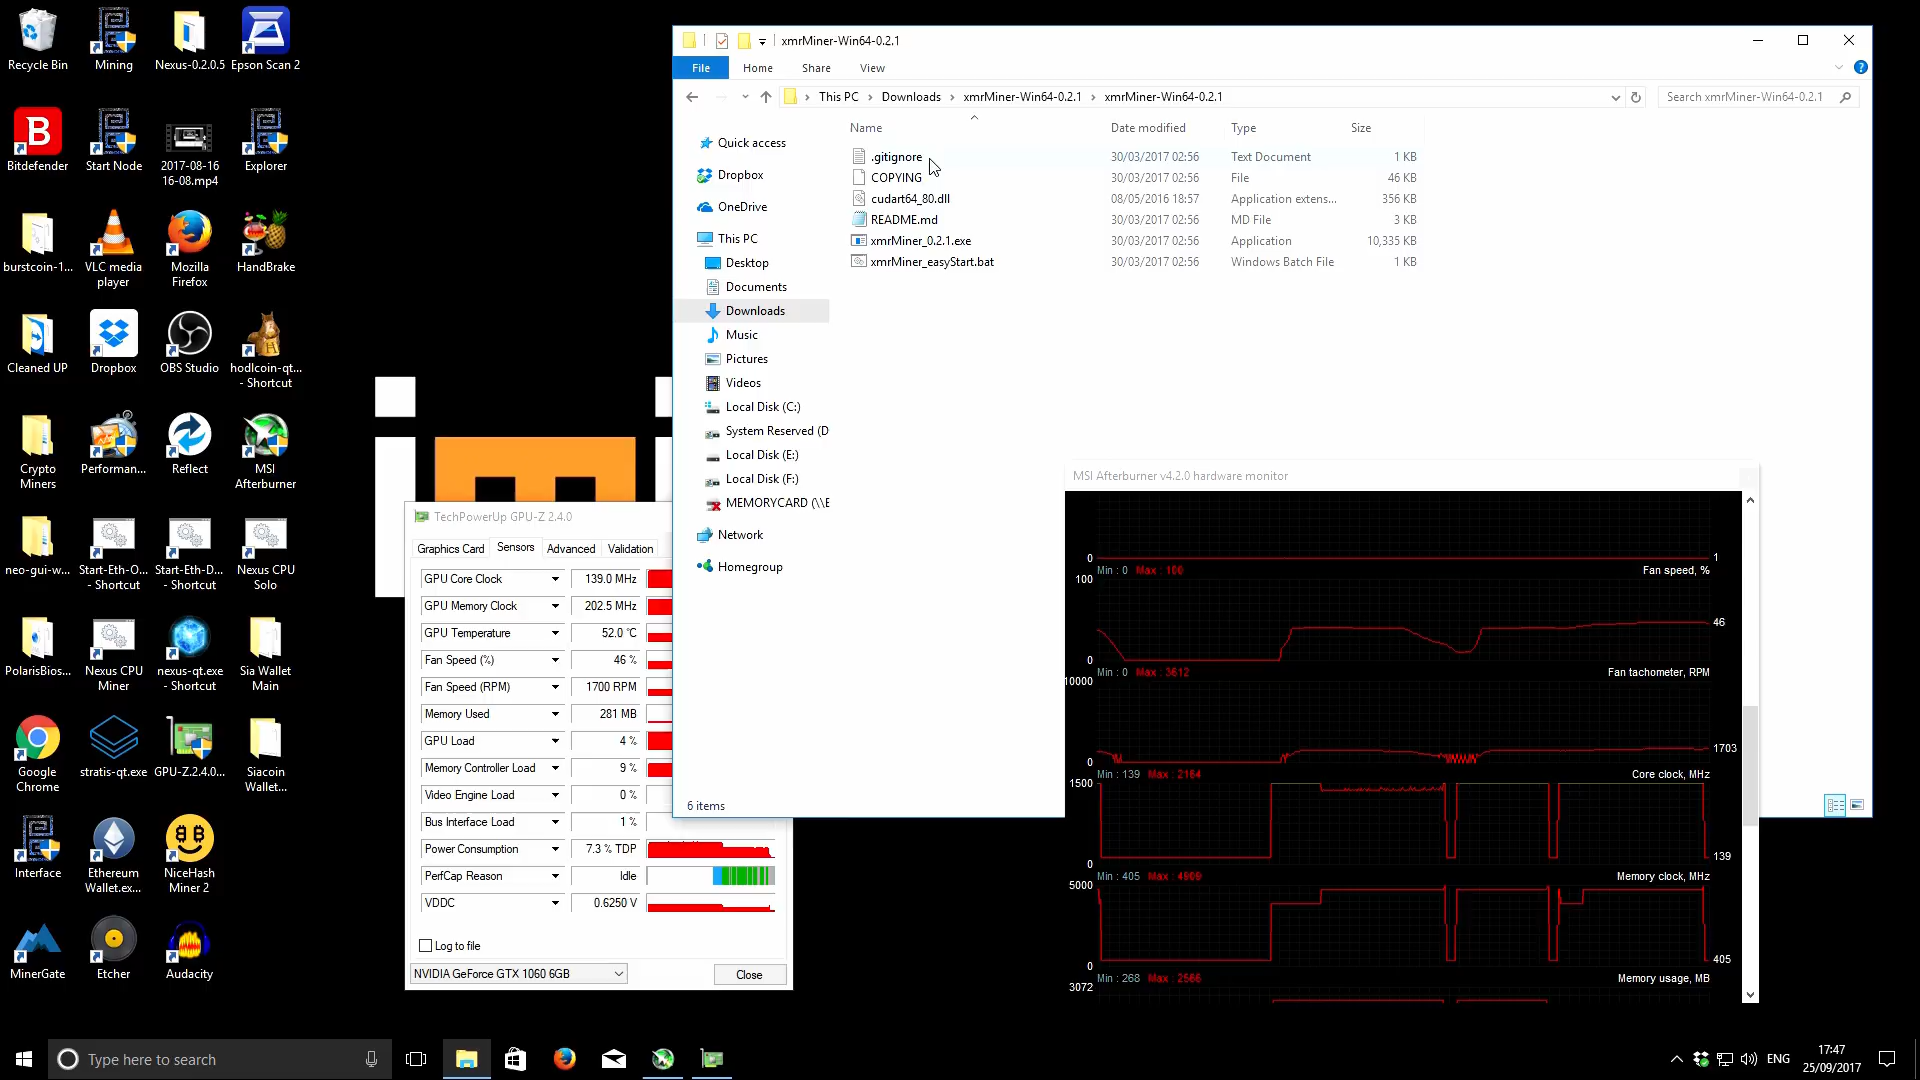 Recycle Bin
Mining
Nexus-0.2.0.5
Epson Scan 2
Bitdefender
Start Node
2017-08-16
16-08.mp4
Explorer
burstcoin-1...
VLC media
player
Mozilla
Firefox
HandBrake
Cleaned UP
Dropbox
OBS Studio
hodlcoin-qt...
- Shortcut
Crypto
Miners
Performan...
Reflect
MSI
Afterburner
neo-gui-w...
Start-Eth-O...
- Shortcut
Start-Eth-D...
- Shortcut
Nexus CPU
Solo
PolarisBios...
Nexus CPU
Miner
nexus-qt.exe
- Shortcut
Sia Wallet
Main
Google
Chrome
stratis-qt.exe
GPU-Z.2.4.0...
Siacoin
Wallet...
Interface
Ethereum
Wallet.ex...
NiceHash
Miner 2
MinerGate
Etcher
Audacity
xmrMiner-Win64-0.2.1
File Home Share View
This PC > Downloads > xmrMiner-Win64-0.2.1 > xmrMiner-Win64-0.2.1
Search xmrMiner-Win64-0.2.1
Quick access
Dropbox
OneDrive
This PC
Desktop
Documents
Downloads
Music
Pictures
Videos
Local Disk (C:)
System Reserved (D
Local Disk (E:)
Local Disk (F:)
MEMORYCARD (\\E
Network
Homegroup
Name Date modified Type Size
.gitignore 30/03/2017 02:56 Text Document 1 KB
COPYING 30/03/2017 02:56 File 46 KB
cudart64_80.dll 08/05/2016 18:57 Application extens... 356 KB
README.md 30/03/2017 02:56 MD File 3 KB
xmrMiner_0.2.1.exe 30/03/2017 02:56 Application 10,335 KB
xmrMiner_easyStart.bat 30/03/2017 02:56 Windows Batch File 1 KB
6 items
TechPowerUp GPU-Z 2.4.0
Graphics Card Sensors Advanced Validation
GPU Core Clock 139.0 MHz
GPU Memory Clock 202.5 MHz
GPU Temperature 52.0 °C
Fan Speed (%) 46 %
Fan Speed (RPM) 1700 RPM
Memory Used 281 MB
GPU Load 4 %
Memory Controller Load 9 %
Video Engine Load 0 %
Bus Interface Load 1 %
Power Consumption 7.3 % TDP
PerfCap Reason Idle
VDDC 0.6250 V
Log to file
NVIDIA GeForce GTX 1060 6GB
Close
MSI Afterburner v4.2.0 hardware monitor
0 1
Min : 0 Max : 100 Fan speed, %
100
46
0
Min : 0 Max : 3612 Fan tachometer, RPM
10000
1703
0
Min : 139 Max : 2164 Core clock, MHz
1500
139
0
Min : 405 Max : 4909 Memory clock, MHz
5000
405
0
Min : 268 Max : 2566 Memory usage, MB
3072
Type here to search
ENG
17:47
25/09/2017